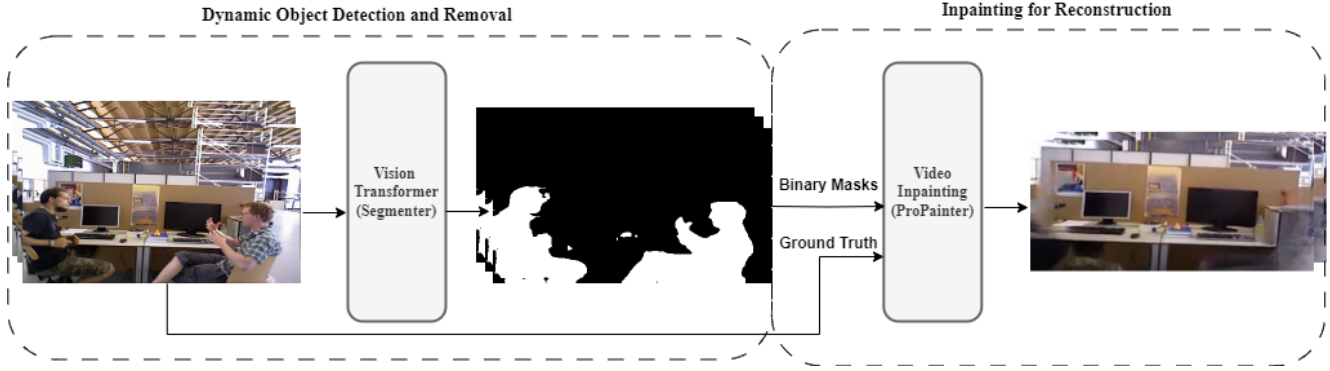 Dynamic Object Detection and Removal
Inpainting for Reconstruction
Vision
Transformer
(Segmenter)
Binary Masks
Ground Truth
Video
Inpainting
(ProPainter)